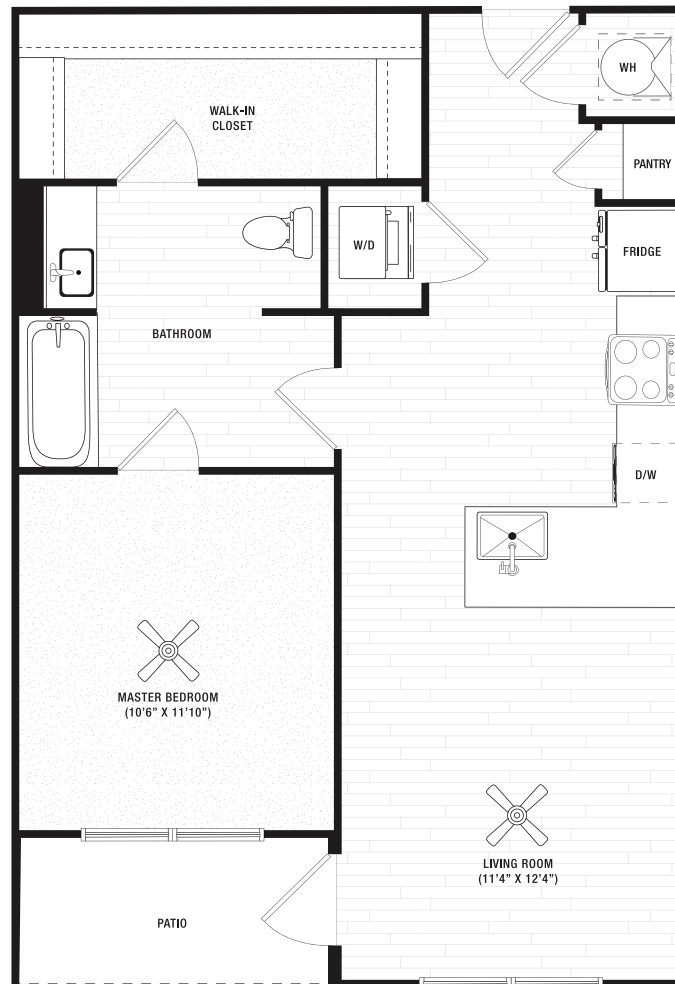 WH
WALK-IN
CLOSET
PANTRY
W/D
FRIDGE
BATHROOM
D/W
MASTER BEDROOM
(10'6” X 11'10”)
LIVING ROOM
(11'4” X 12'4”)
PATIO